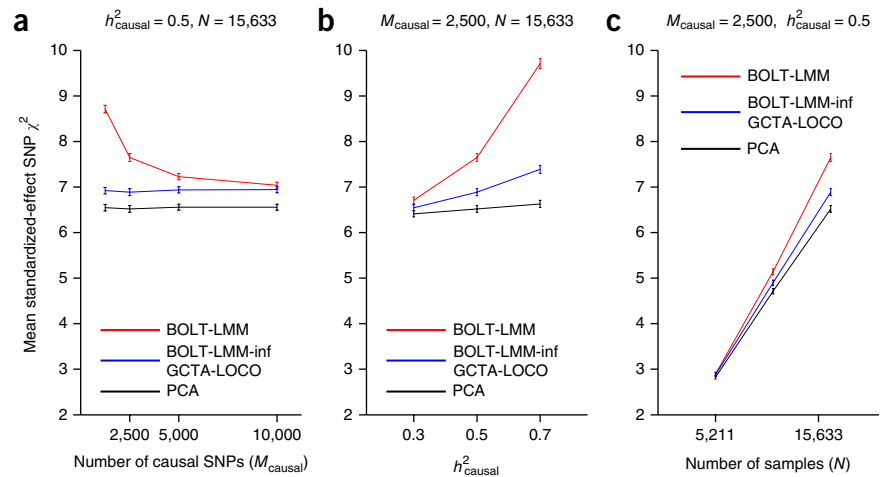 a
h²causal = 0.5, N = 15,633
Mean standardized-effect SNP χ²
10
9
8
7
6
5
4
3
2
BOLT-LMM
BOLT-LMM-inf
GCTA-LOCO
PCA
2,500
5,000
10,000
Number of causal SNPs (Mcausal)
b
Mcausal = 2,500, N = 15,633
10
9
8
7
6
5
4
3
2
BOLT-LMM
BOLT-LMM-inf
GCTA-LOCO
PCA
0.3
0.5
0.7
h²causal
c
Mcausal = 2,500, h²causal = 0.5
10
9
8
7
6
5
4
3
2
BOLT-LMM
BOLT-LMM-inf
GCTA-LOCO
PCA
5,211
15,633
Number of samples (N)